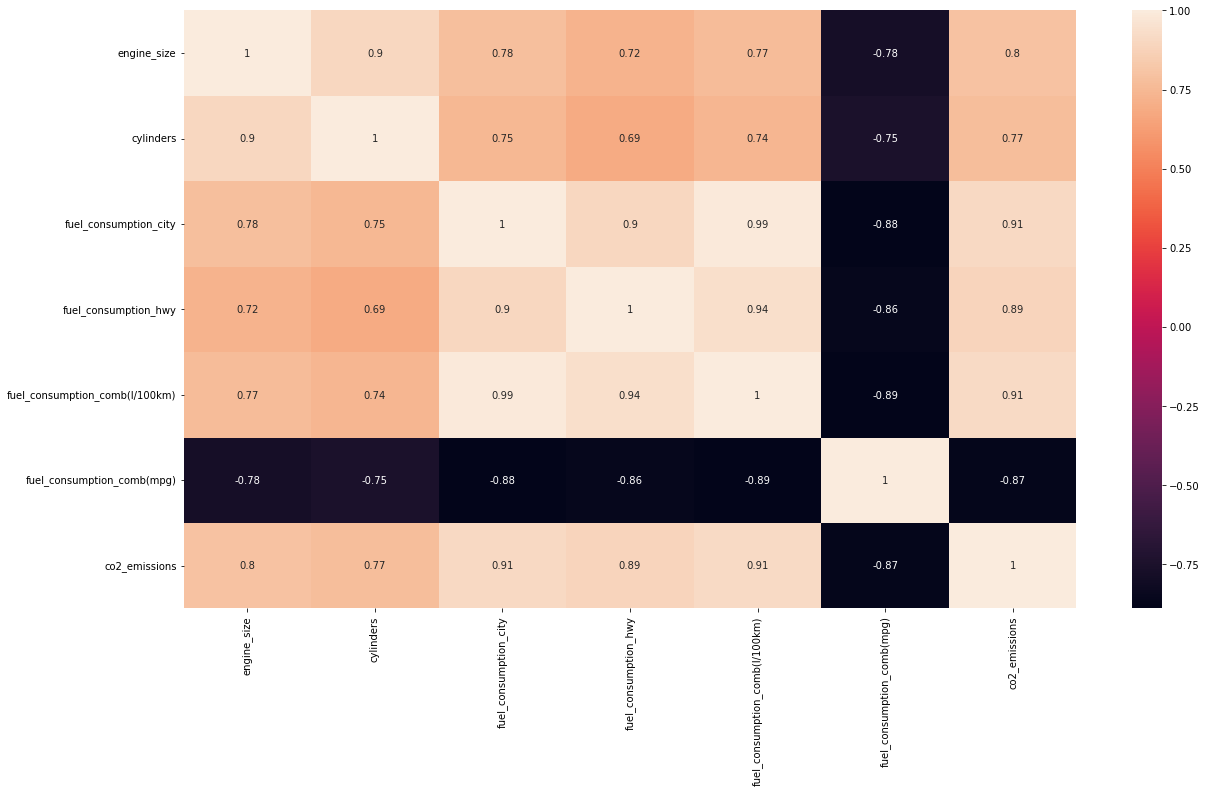 engine_size 1 0.9 0.78 0.72 0.77 -0.78 0.8
cylinders 0.9 1 0.75 0.69 0.74 -0.75 0.77
fuel_consumption_city 0.78 0.75 1 0.9 0.99 -0.88 0.91
fuel_consumption_hwy 0.72 0.69 0.9 1 0.94 -0.86 0.89
fuel_consumption_comb(l/100km) 0.77 0.74 0.99 0.94 1 -0.89 0.91
fuel_consumption_comb(mpg) -0.78 -0.75 -0.88 -0.86 -0.89 1 -0.87
co2_emissions 0.8 0.77 0.91 0.89 0.91 -0.87 1
engine_size
cylinders
fuel_consumption_city
fuel_consumption_hwy
fuel_consumption_comb(l/100km)
fuel_consumption_comb(mpg)
co2_emissions
1.00
0.75
0.50
0.25
0.00
−0.25
−0.50
−0.75